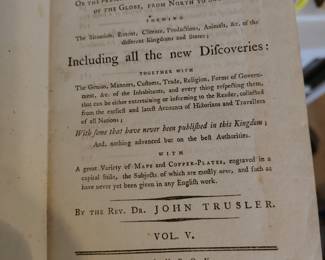 OF THE GLOBE, FROM NORTH TO
SHEWING
The Situation, Extent, Climate, Productions, Animals, &c. of the
different Kingdoms and States;
Including all the new Discoveries:
TOGETHER WITH
The Genius, Manners, Customs, Trade, Religion, Forms of Govern-
ment, &c. of the Inhabitants, and every thing respecting them,
that can be either entertaining or informing to the Reader, collected
from the earliest and latest Accounts of Historians and Travellers
of all Nations;
With some that have never been published in this Kingdom;
And, nothing advanced but on the best Authorities.
WITH
A great Variety of MAPS and COPPER-PLATES, engraved in a
capital Stile, the Subjects of which are mostly new, and such as
have never yet been given in any English work.
BY THE REV. DR. JOHN TRUSLER.
VOL. V.